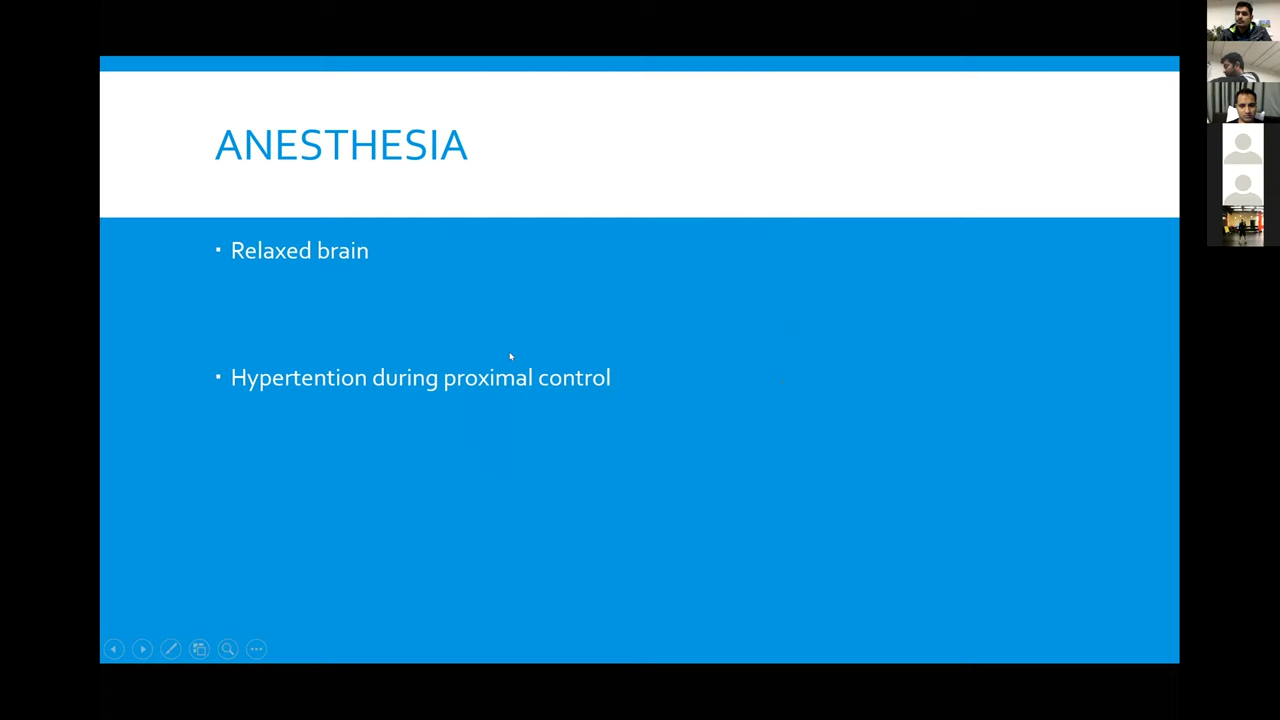 ANESTHESIA
▪ Relaxed brain
▪ Hypertention during proximal control